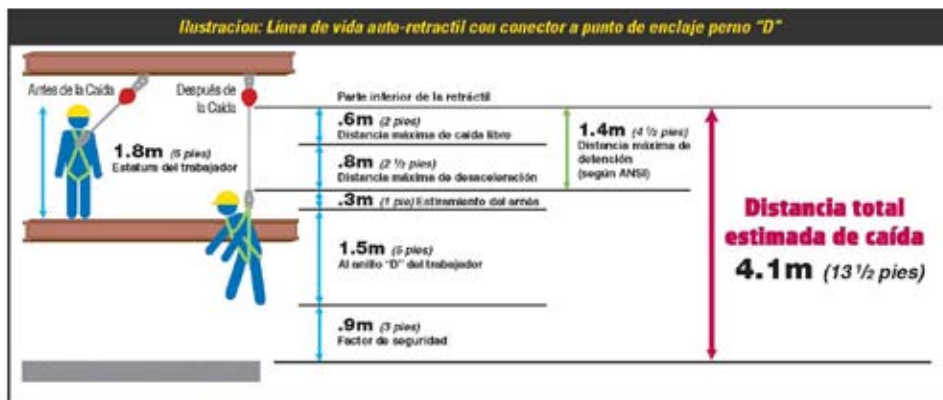 Ilustracion: Línea de vida auto-retractil con conector a punto de enclaje perno "D"
Antes de la Caída
Después de
la Caída
1.8m (6 pies)
Estatura del trabajador
Parte inferior de la retráctil
.6m (2 pies)
Distancia máxima de caída libre
.8m (2 ½ pies)
Distancia máxima de desaceleración
.3m (1 pie) Estiramiento del arnés
1.5m (5 pies)
Al anillo "D" del trabajador
.9m (3 pies)
Factor de seguridad
1.4m (4 ½ pies)
Distancia máxima de
detención
(según ANSI)
Distancia total
estimada de caída
4.1m (13 ½ pies)